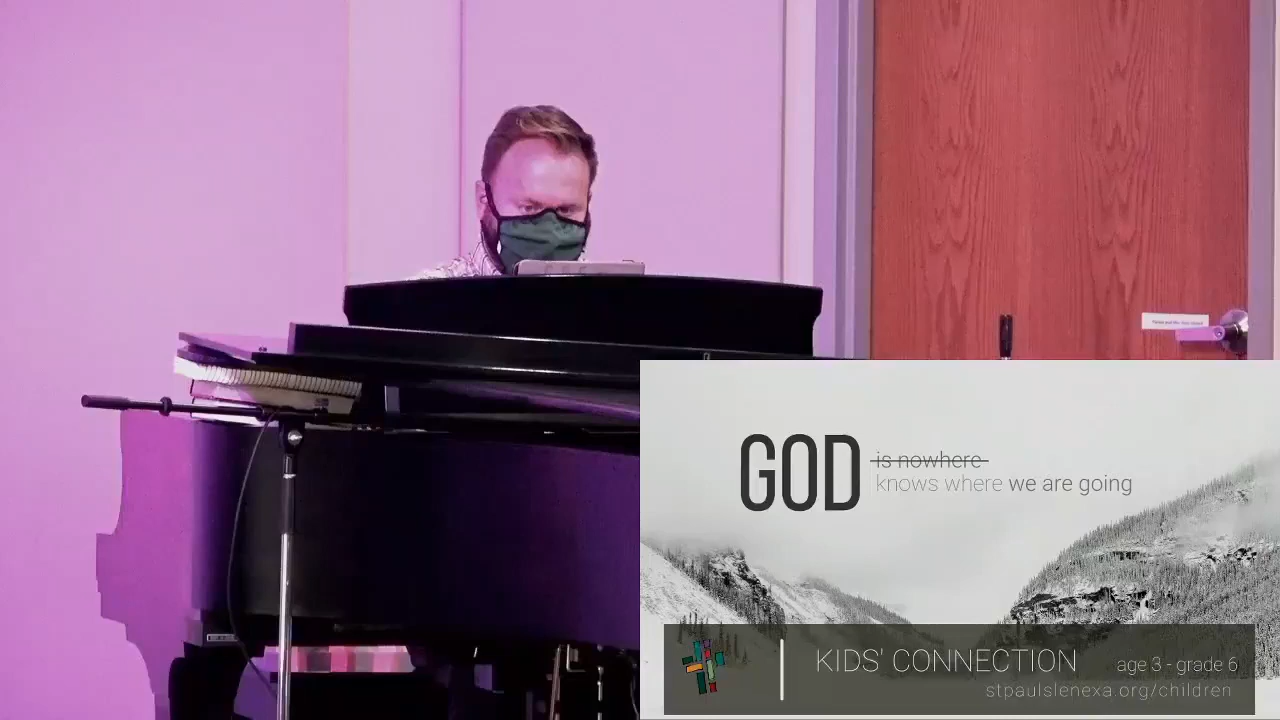 GOD
is nowhere
knows where we are going
KIDS' CONNECTION age 3 - grade 6
stpaulslenexa.org/children